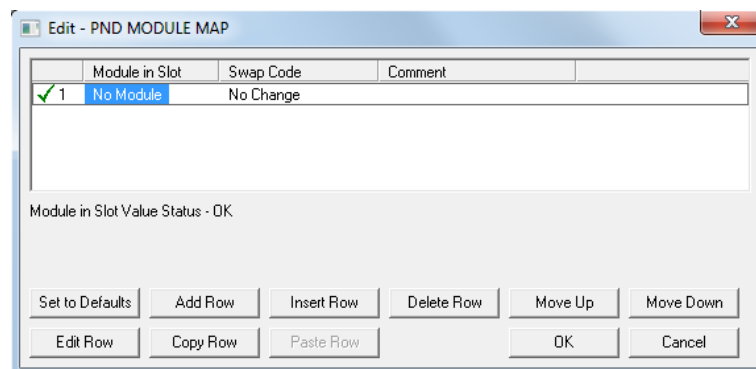 Edit - PND MODULE MAP
Module in Slot Swap Code Comment
1 No Module No Change
Module in Slot Value Status - OK
Set to Defaults Add Row Insert Row Delete Row Move Up Move Down
Edit Row Copy Row Paste Row OK Cancel